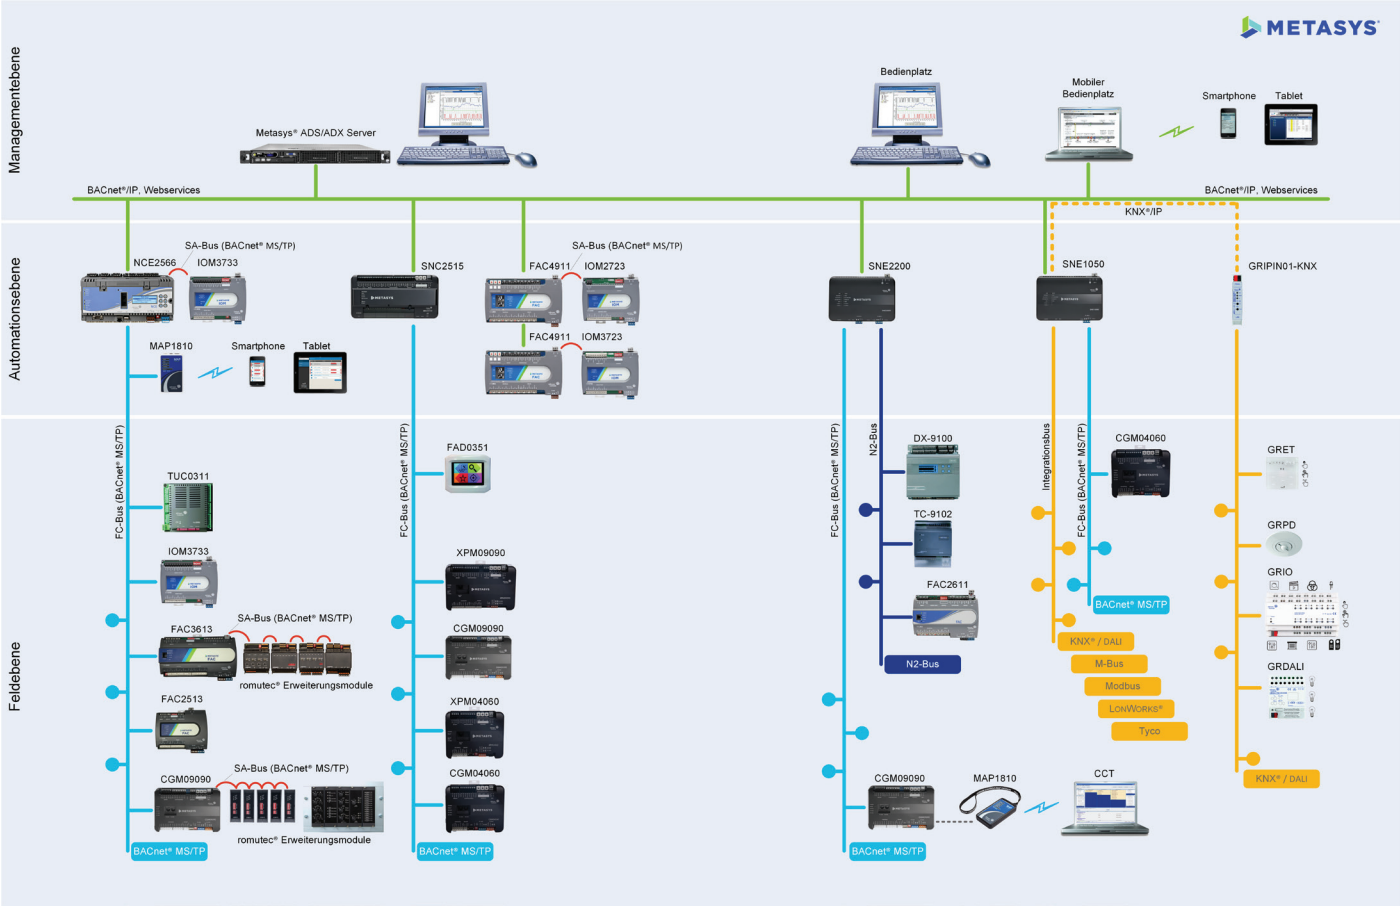 METASYS®
Managementebene
Metasys® ADS/ADX Server
Bedienplatz
Mobiler
Bedienplatz
Smartphone
Tablet
BACnet®/IP, Webservices
BACnet®/IP, Webservices
KNX®/IP
Automationsebene
SA-Bus (BACnet® MS/TP)
NCE2566
IOM3733
SNC2515
SA-Bus (BACnet® MS/TP)
FAC4911
IOM2723
FAC4911
IOM3723
SNE2200
SNE1050
GRIPIN01-KNX
METASYS
METASYS
METASYS
MAP1810
Smartphone
Tablet
Feldebene
FC-Bus (BACnet® MS/TP)
TUC0311
IOM3733
FAC3613
SA-Bus (BACnet® MS/TP)
romutec® Erweiterungsmodule
FAC2513
CGM09090
SA-Bus (BACnet® MS/TP)
romutec® Erweiterungsmodule
BACnet® MS/TP
FC-Bus (BACnet® MS/TP)
FAD0351
XPM09090
CGM09090
XPM04060
CGM04060
BACnet® MS/TP
FC-Bus (BACnet® MS/TP)
N2-Bus
DX-9100
TC-9102
FAC2611
N2-Bus
CGM09090
MAP1810
CCT
BACnet® MS/TP
Integrationsbus
FC-Bus (BACnet® MS/TP)
CGM04060
BACnet® MS/TP
KNX® / DALI
M-Bus
Modbus
LONWORKS®
Tyco
GRET
GRPD
GRIO
GRDALI
KNX® / DALI